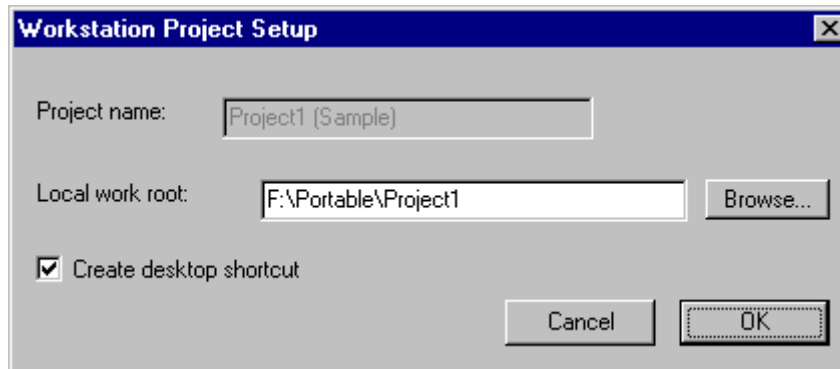 Workstation Project Setup
Project name: Project1 (Sample)
Local work root: F:\Portable\Project1 Browse...
Create desktop shortcut
Cancel OK